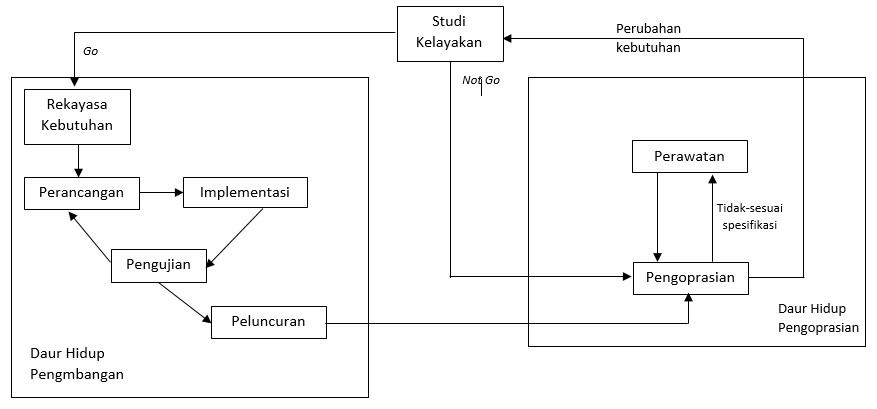 Studi
Kelayakan
Perubahan
kebutuhan
Go
Not Go
Rekayasa
Kebutuhan
Perawatan
Perancangan
Implementasi
Tidak-sesuai
spesifikasi
Pengujian
Pengoprasian
Peluncuran
Daur Hidup
Pengoprasian
Daur Hidup
Pengmbangan